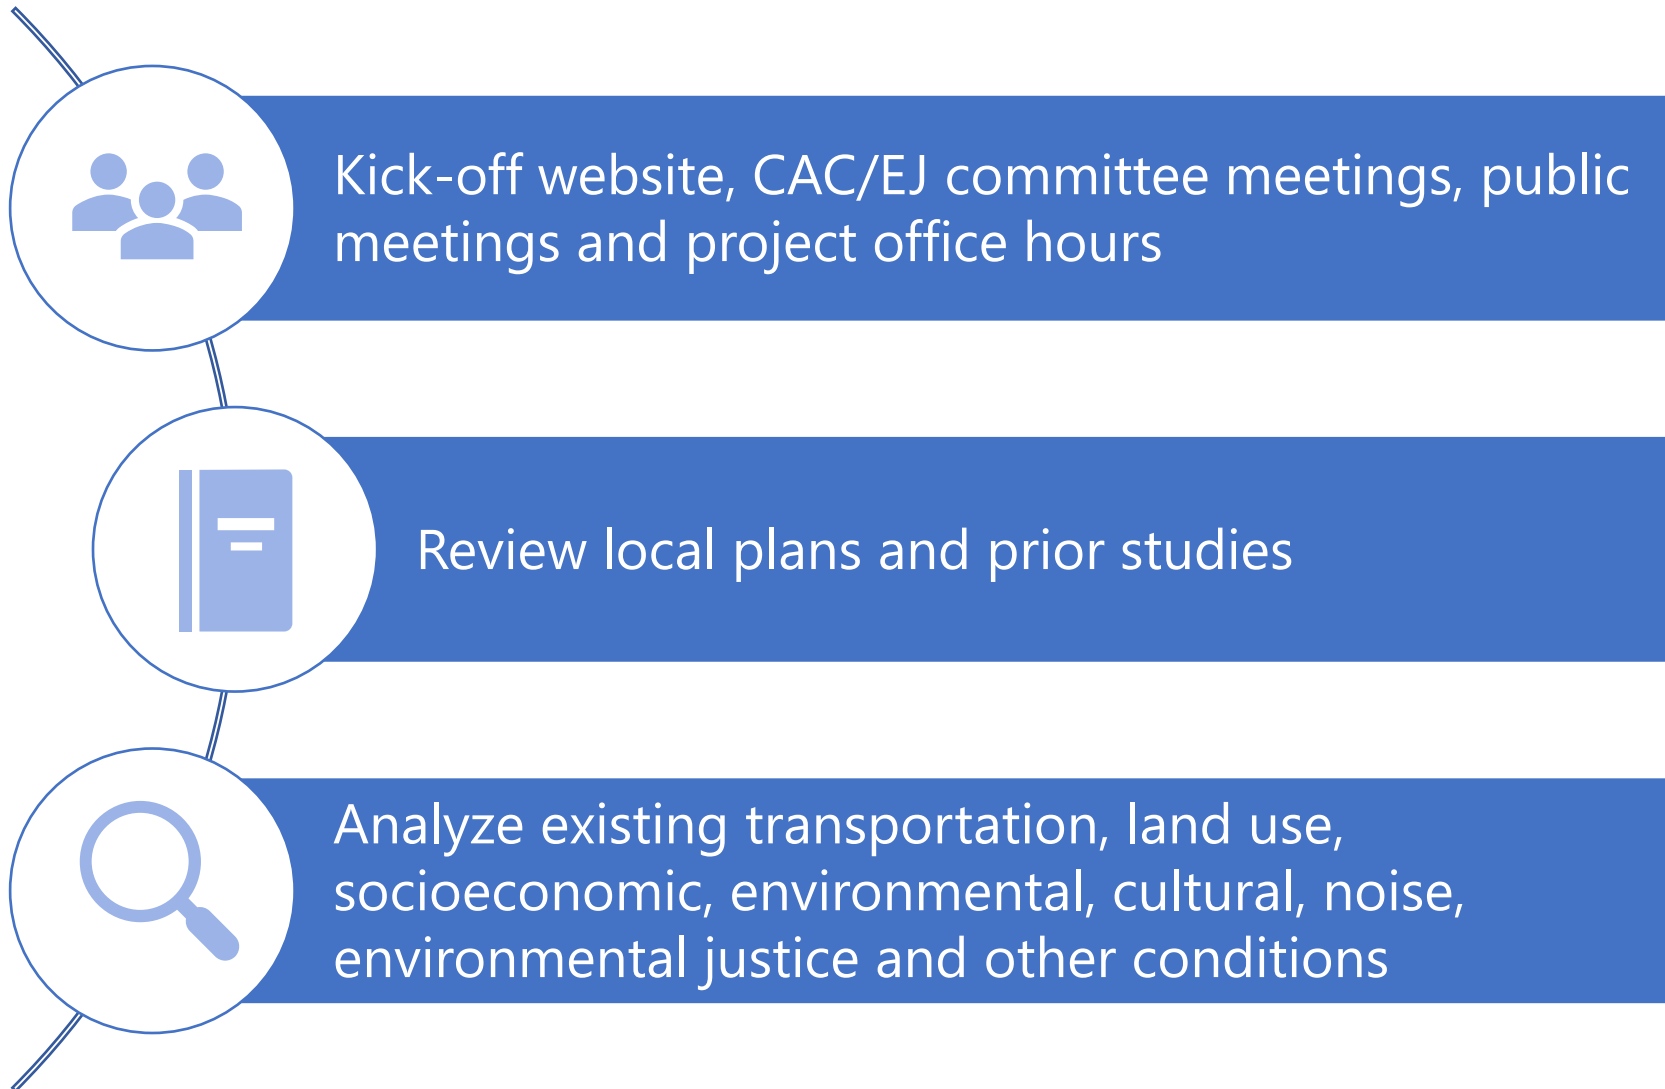 Kick-off website, CAC/EJ committee meetings, public
meetings and project office hours
Review local plans and prior studies
Analyze existing transportation, land use,
socioeconomic, environmental, cultural, noise,
environmental justice and other conditions